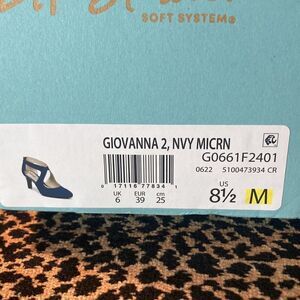 SOFT SYSTEM®
GIOVANNA 2, NVY MICRN
G0661F2401
0622 S100473934 CR
0 17116 77834 1
UK EUR cm
6 39 25
US
8½ M